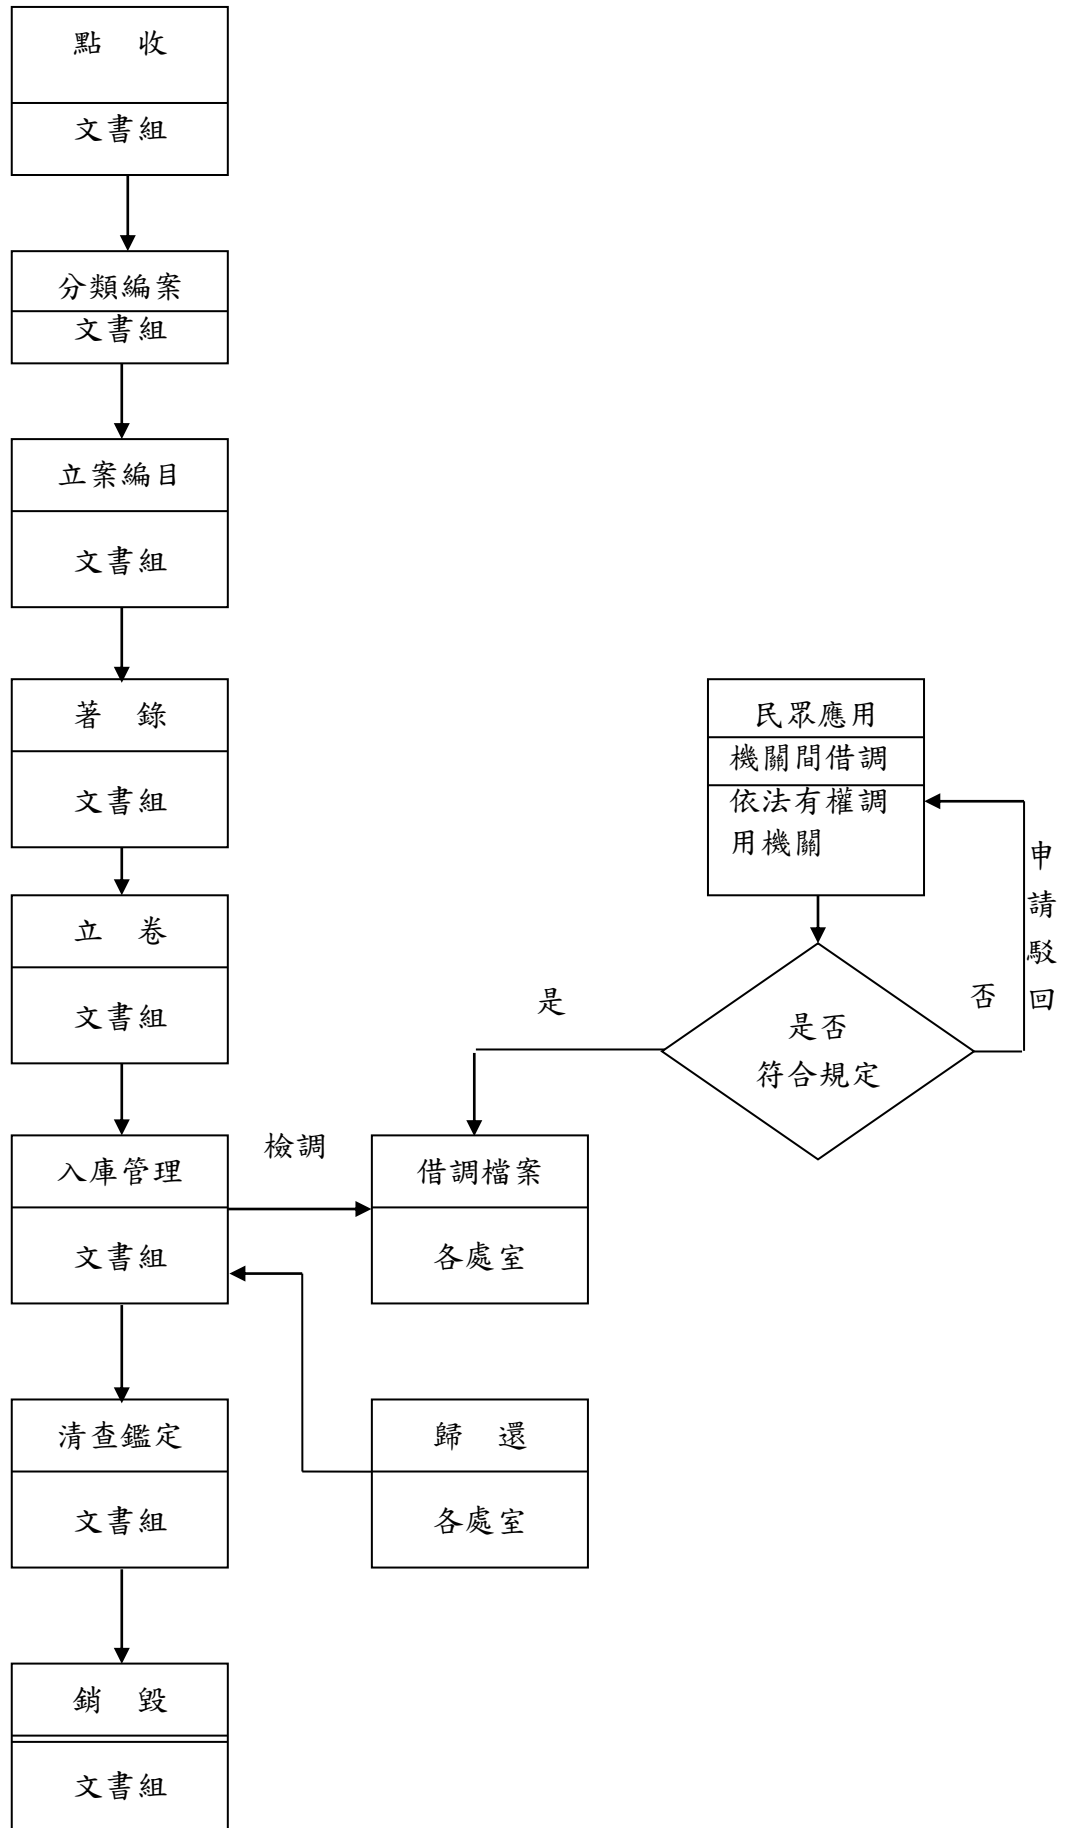 點　收
文書組
分類編案
文書組
立案編目
文書組
著　錄
文書組
立　卷
文書組
入庫管理
文書組
檢調
借調檔案
各處室
清查鑑定
文書組
歸　還
各處室
銷　毀
文書組
民眾應用
機關間借調
依法有權調
用機關
是否
符合規定
是
否
申請駁回